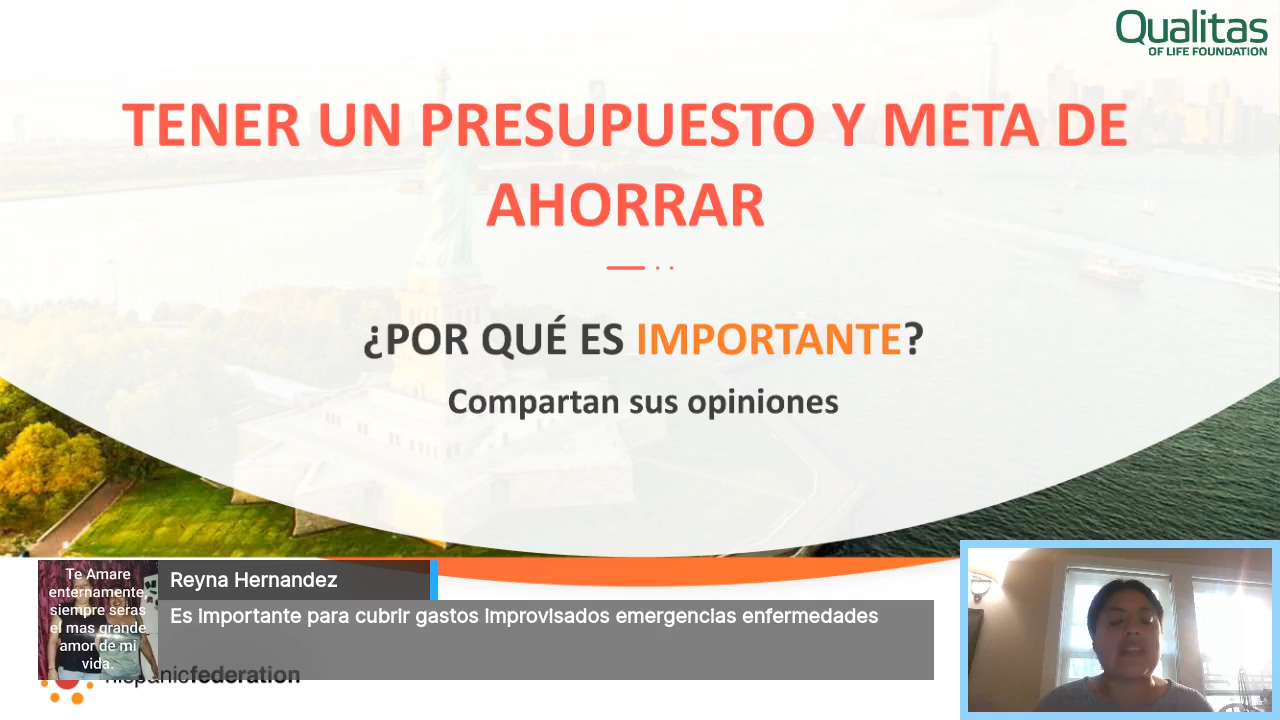 Qualitas
OF LIFE FOUNDATION
TENER UN PRESUPUESTO Y META DE
AHORRAR
¿POR QUÉ ES IMPORTANTE?
Compartan sus opiniones
Te Amare
enternamente,
siempre seras
el mas grande
amor de mi
vida.
Reyna Hernandez
Es importante para cubrir gastos improvisados emergencias enfermedades
hispanicfederation